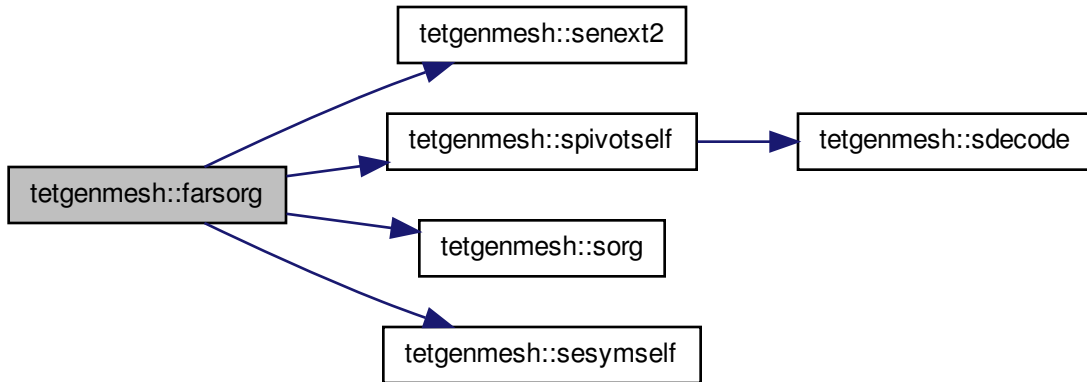 tetgenmesh::senext2
tetgenmesh::spivotself
tetgenmesh::sdecode
tetgenmesh::farsorg
tetgenmesh::sorg
tetgenmesh::sesymself